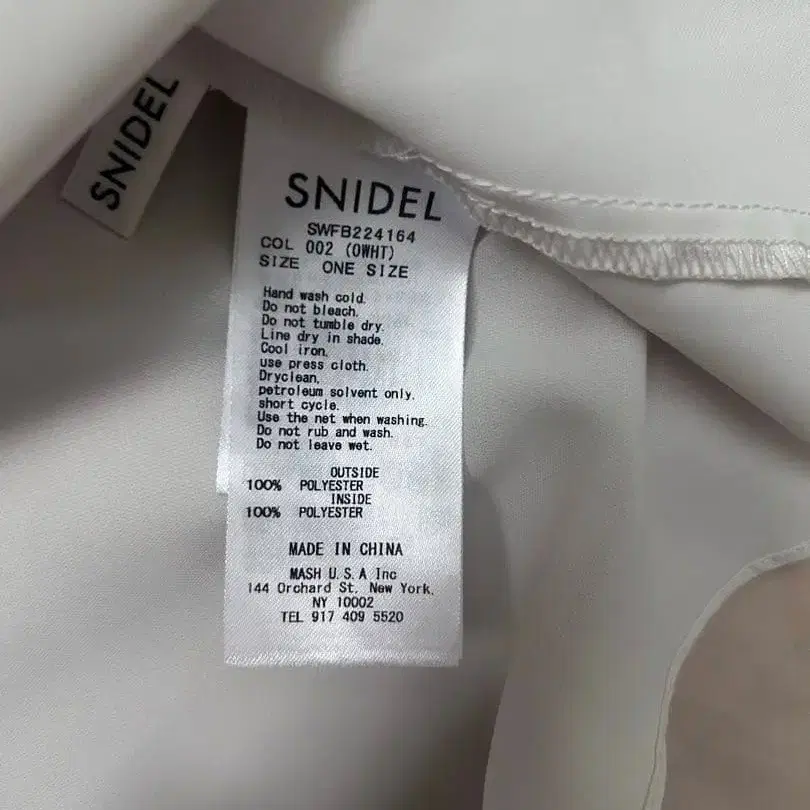 SNIDEL
SNIDEL
SWFB224164
COL 002 (OWHT)
SIZE ONE SIZE
Hand wash cold.
Do not bleach.
Do not tumble dry.
Line dry in shade.
Cool iron.
use press cloth.
Dryclean,
petroleum solvent only.
short cycle.
Use the net when washing.
Do not rub and wash.
Do not leave wet.
OUTSIDE
100% POLYESTER
INSIDE
100% POLYESTER
MADE IN CHINA
MASH U.S.A Inc
144 Orchard St. New York,
NY 10002
TEL 917 409 5520